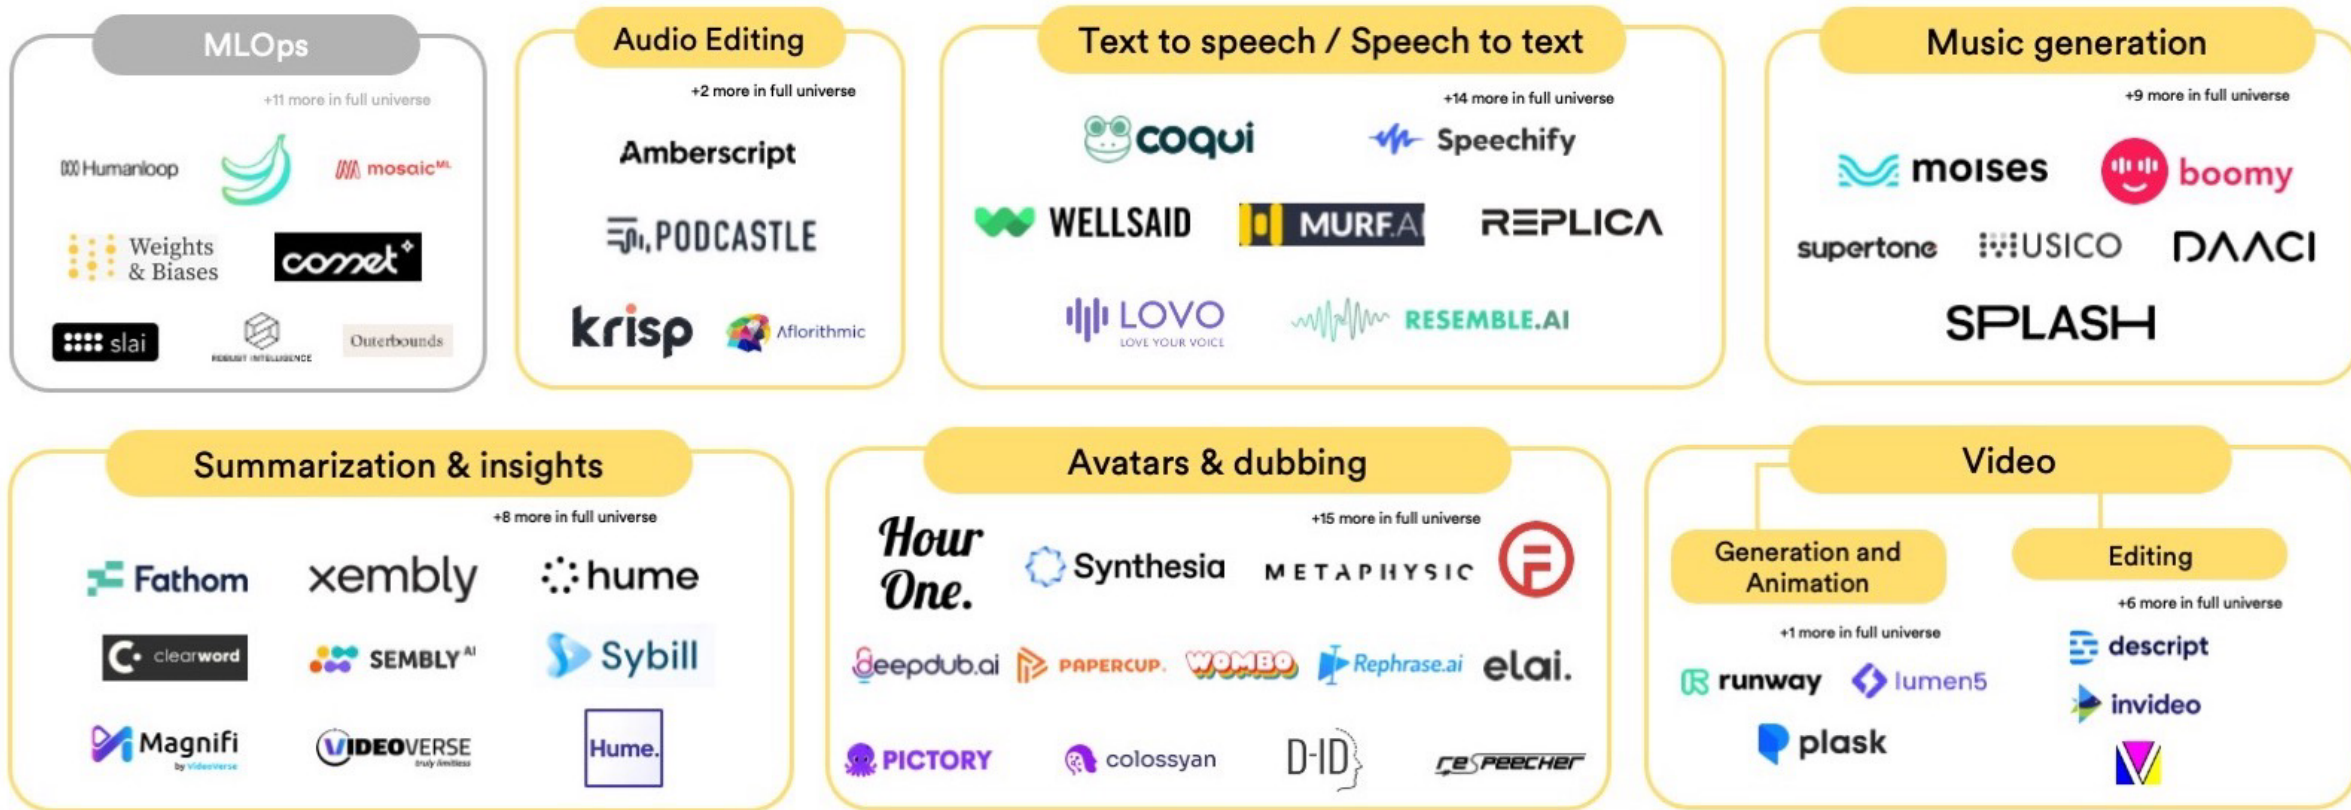 MLOps
+11 more in full universe
Humanloop
mosaic ML
Weights
& Biases
comet
slai
ROBUST INTELLIGENCE
Outerbounds
Audio Editing
+2 more in full universe
Amberscript
PODCASTLE
krisp
Aflorithmic
Text to speech / Speech to text
+14 more in full universe
coqui
Speechify
WELLSAID
MURF.AI
REPLICA
LOVO
LOVE YOUR VOICE
RESEMBLE.AI
Music generation
+9 more in full universe
moises
boomy
supertone
MUSICO
DAACI
SPLASH
Summarization & insights
+8 more in full universe
Fathom
xembly
hume
clearword
SEMBLY AI
Sybill
Magnifi
by VideoVerse
VIDEOVERSE
truly limitless
Hume.
Avatars & dubbing
+15 more in full universe
Hour
One.
Synthesia
METAPHYSIC
F
deepdub.ai
PAPERCUP.
WOMBO
Rephrase.ai
elai.
PICTORY
colossyan
D-ID
RESPEECHER
Video
Generation and
Animation
+1 more in full universe
runway
lumen5
plask
Editing
+6 more in full universe
descript
invideo
V